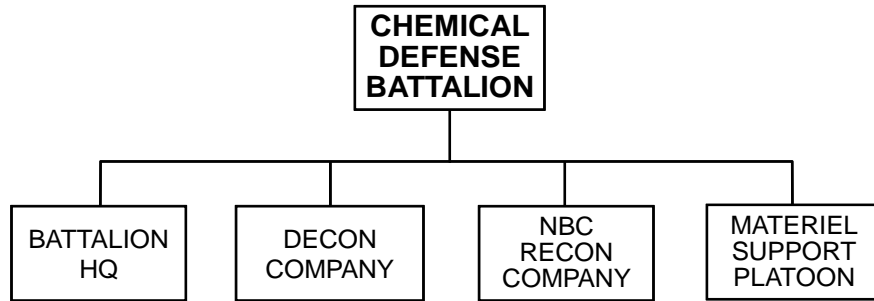 CHEMICAL
DEFENSE
BATTALION
BATTALION
HQ
DECON
COMPANY
NBC
RECON
COMPANY
MATERIEL
SUPPORT
PLATOON